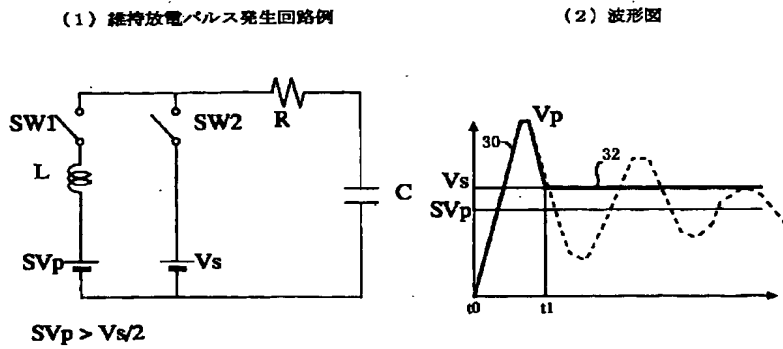 (1) 維持放電パルス発生回路例
(2) 波形図
SW1
SW2
R
L
C
SVp
Vs
SVp > Vs/2
Vp
30
32
Vs
SVp
t0
t1